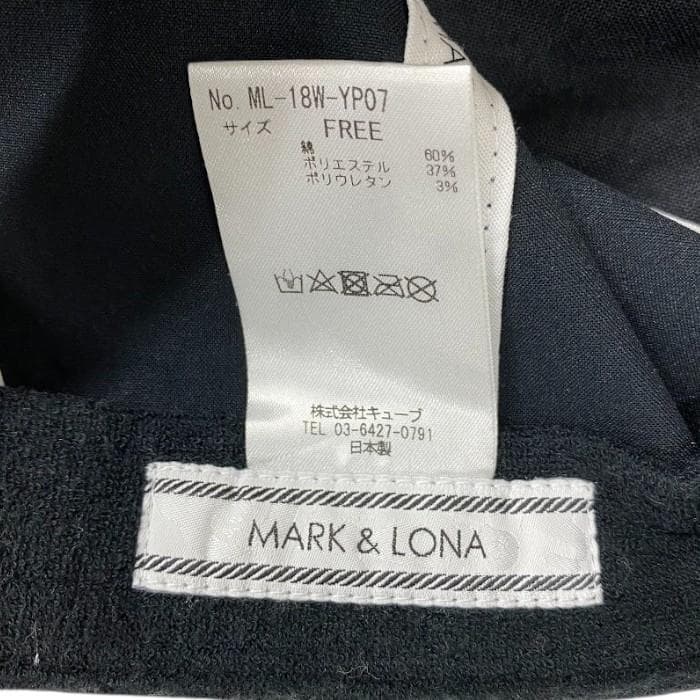 No. ML-18W-YP07
サイズ FREE
綿 60%
ポリエステル 37%
ポリウレタン 3%
株式会社キューブ
TEL 03-6427-0791
日本製
MARK & LONA